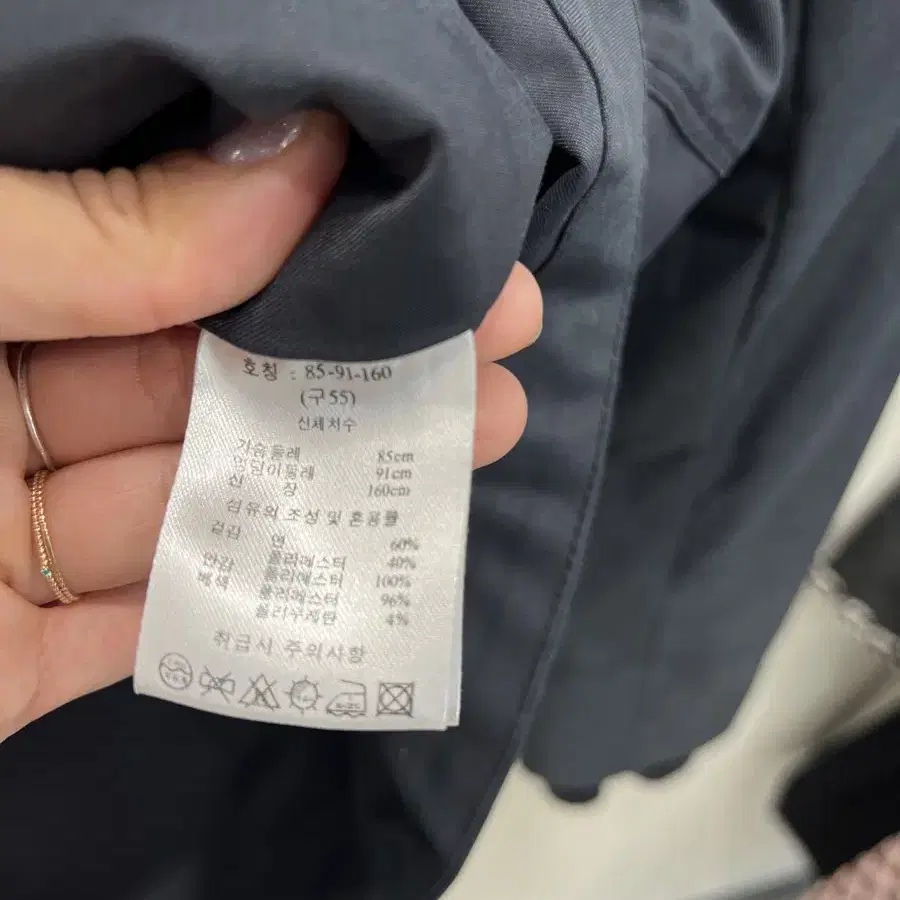 호칭 : 85-91-160
(구55)
신체치수
가슴둘레 85cm
엉덩이둘레 91cm
신 장 160cm
섬유의 조성 및 혼용률
겉감 면 60%
폴리에스터 40%
안감 폴리에스터 100%
배색 폴리에스터 96%
폴리우레탄 4%
취급시 주의사항